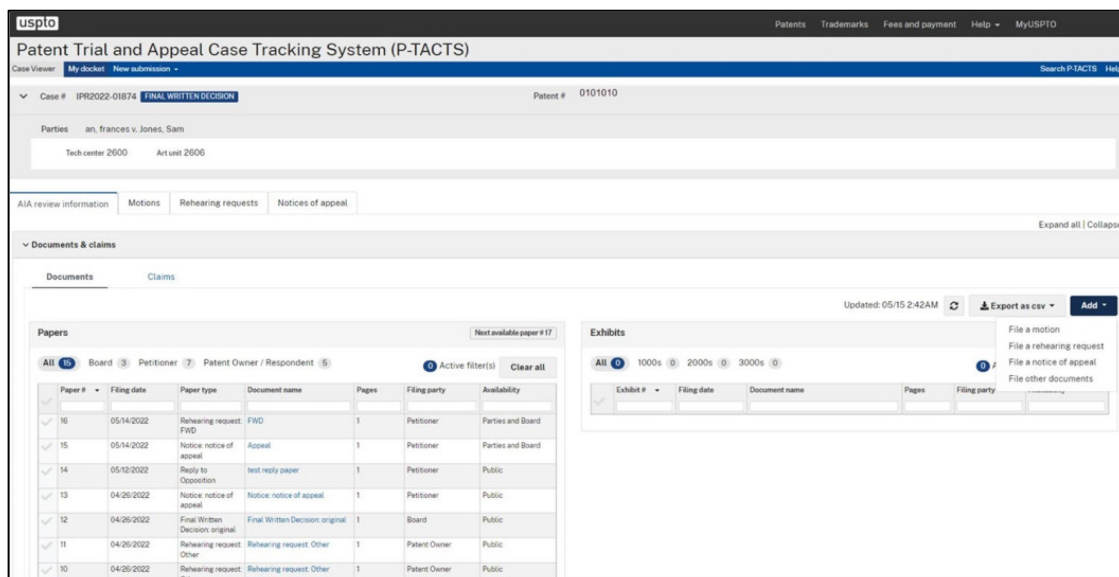 uspto
Patents Trademarks Fees and payment Help MyUSPTO
Patent Trial and Appeal Case Tracking System (P-TACTS)
Case Viewer My docket New submission Search P-TACTS Help
Case # IPR2022-01874 FINAL WRITTEN DECISION Patent # 0101010
Parties an, frances v. Jones, Sam
Tech center 2600 Art unit 2606
AIA review information Motions Rehearing requests Notices of appeal
Expand all | Collapse
Documents & claims
Documents Claims
Updated: 05/15 2:42AM Export as csv Add
File a motion
File a rehearing request
File a notice of appeal
File other documents
Papers Next available paper # 17
All 15 Board 3 Petitioner 7 Patent Owner / Respondent 5 0 Active filter(s) Clear all
Paper # Filing date Paper type Document name Pages Filing party Availability
16 05/14/2022 Rehearing request: FWD FWD 1 Petitioner Parties and Board
15 05/14/2022 Notice: notice of appeal Appeal 1 Petitioner Parties and Board
14 05/12/2022 Reply to Opposition test reply paper 1 Petitioner Public
13 04/26/2022 Notice: notice of appeal Notice: notice of appeal 1 Petitioner Public
12 04/26/2022 Final Written Decision: original Final Written Decision: original 1 Board Public
11 04/26/2022 Rehearing request: Other Rehearing request: Other 1 Patent Owner Public
10 04/26/2022 Rehearing request: Rehearing request: Other 1 Patent Owner Public
Exhibits
All 0 1000s 0 2000s 0 3000s 0 0
Exhibit # Filing date Document name Pages Filing party